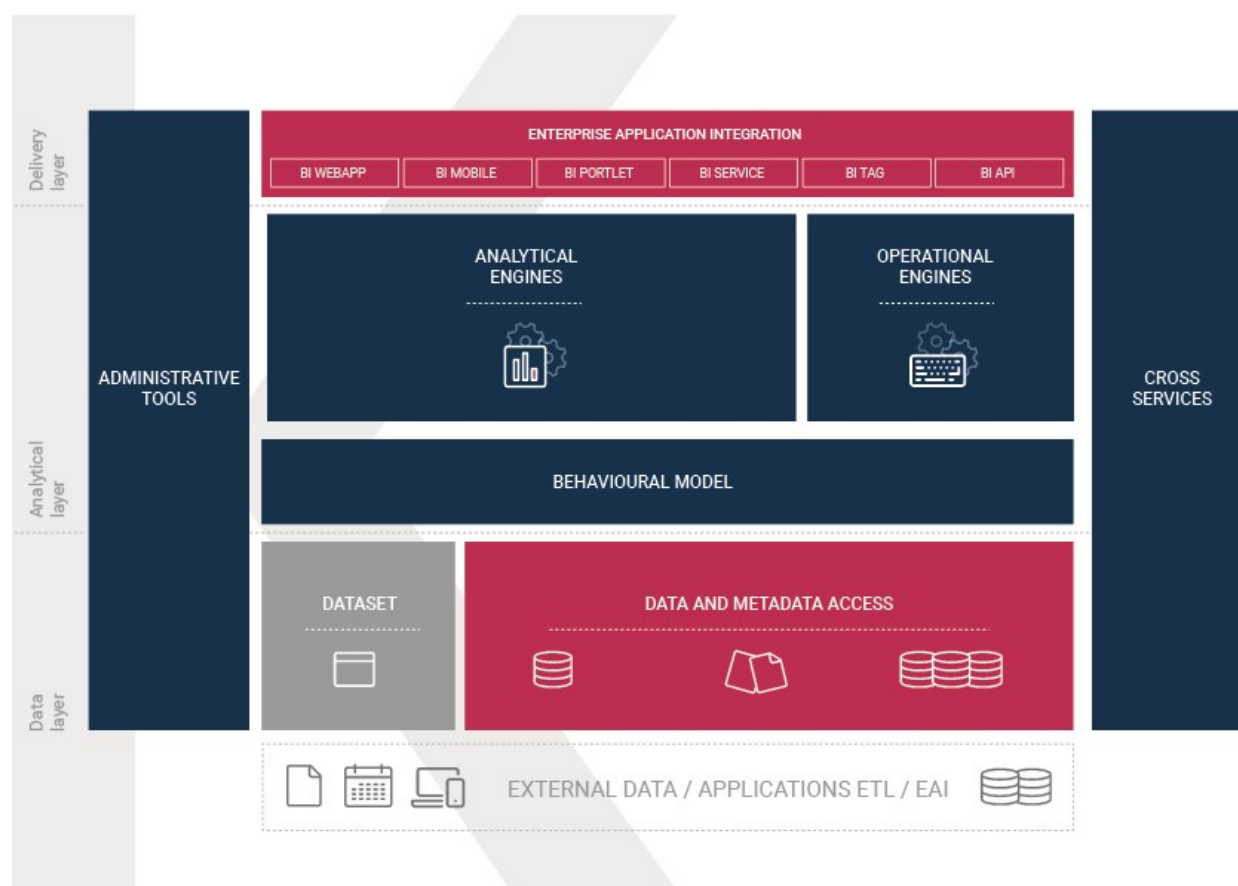 Delivery
layer
ENTERPRISE APPLICATION INTEGRATION
BI WEBAPP
BI MOBILE
BI PORTLET
BI SERVICE
BI TAG
BI API
ANALYTICAL
ENGINES
OPERATIONAL
ENGINES
ADMINISTRATIVE
TOOLS
CROSS
SERVICES
Analytical
layer
BEHAVIOURAL MODEL
DATASET
DATA AND METADATA ACCESS
Data
layer
EXTERNAL DATA / APPLICATIONS ETL / EAI